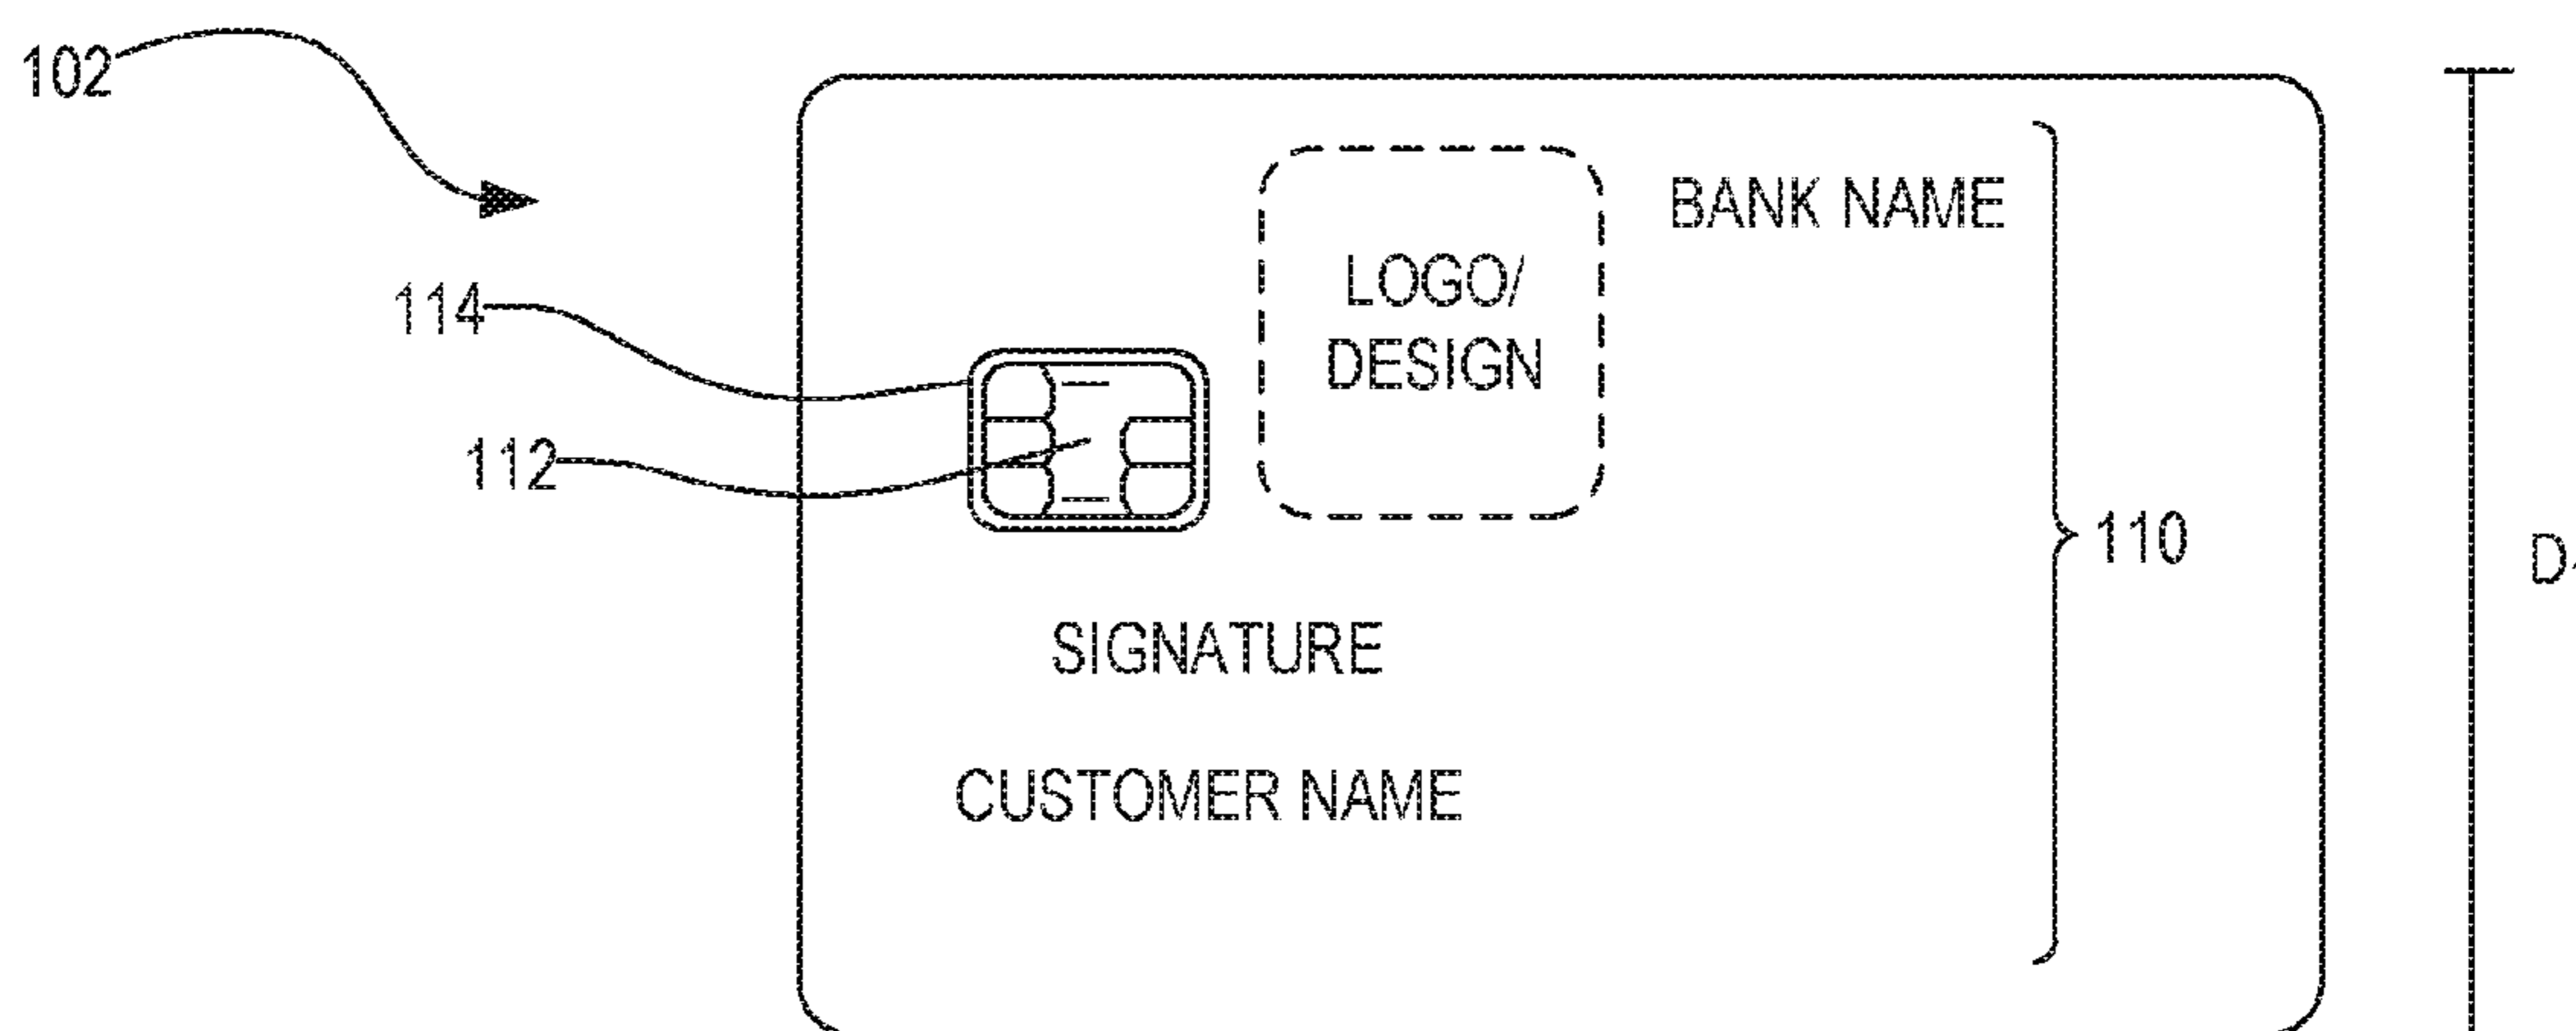 102
BANK NAME
LOGO/
DESIGN
114
112
110
SIGNATURE
CUSTOMER NAME